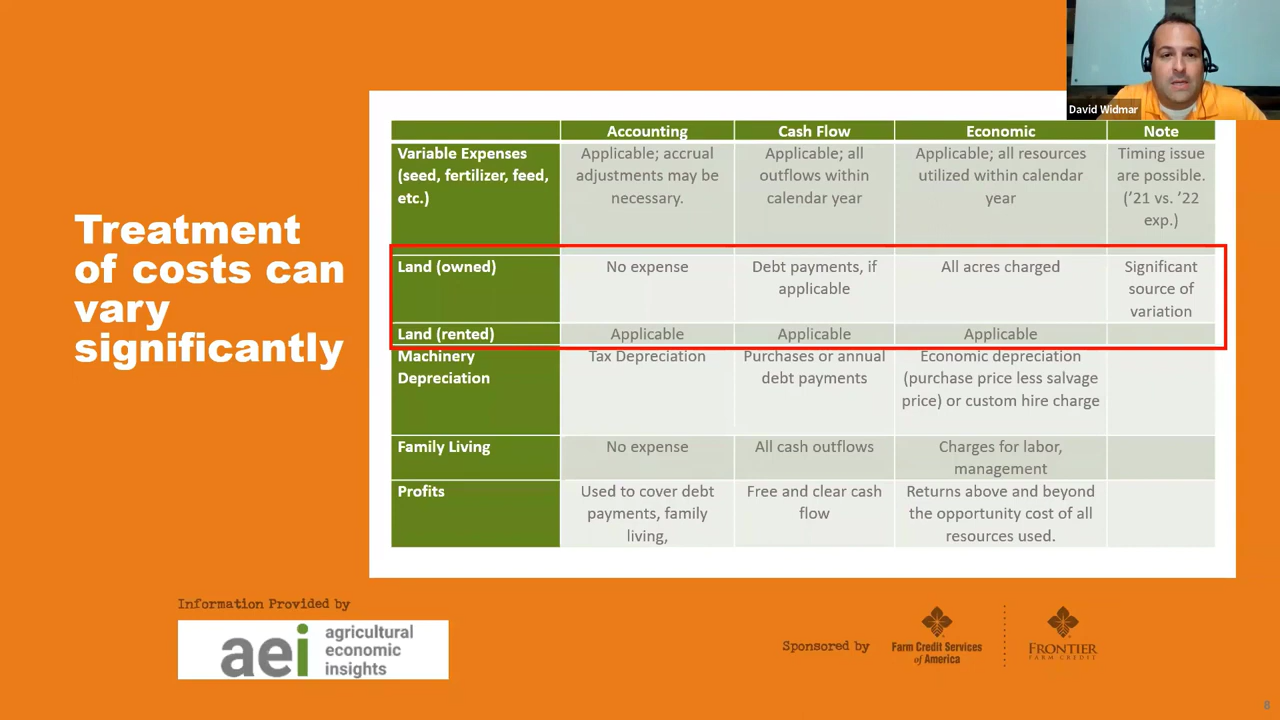 David Widmar
Treatment
of costs can
vary
significantly
Accounting
Cash Flow
Economic
Note
Variable Expenses
(seed, fertilizer, feed,
etc.)
Applicable; accrual
adjustments may be
necessary.
Applicable; all
outflows within
calendar year
Applicable; all resources
utilized within calendar
year
Timing issue
are possible.
('21 vs. '22
exp.)
Land (owned)
No expense
Debt payments, if
applicable
All acres charged
Significant
source of
variation
Land (rented)
Applicable
Applicable
Applicable
Machinery
Depreciation
Tax Depreciation
Purchases or annual
debt payments
Economic depreciation
(purchase price less salvage
price) or custom hire charge
Family Living
No expense
All cash outflows
Charges for labor,
management
Profits
Used to cover debt
payments, family
living,
Free and clear cash
flow
Returns above and beyond
the opportunity cost of all
resources used.
Information Provided by
aei
agricultural
economic
insights
Sponsored by
Farm Credit Services
of America
FRONTIER
FARM CREDIT
8